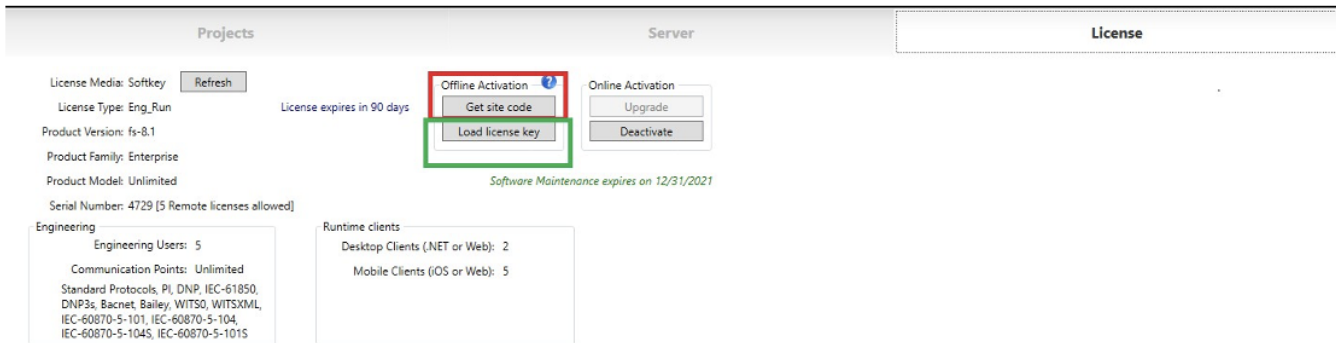 Projects
Server
License
License Media: Softkey
Refresh
License Type: Eng_Run
License expires in 90 days
Product Version: fs-8.1
Product Family: Enterprise
Product Model: Unlimited
Serial Number: 4729 [5 Remote licenses allowed]
Offline Activation
?
Get site code
Load license key
Online Activation
Upgrade
Deactivate
Software Maintenance expires on 12/31/2021
Engineering
Engineering Users: 5
Communication Points: Unlimited
Standard Protocols, PI, DNP, IEC-61850,
DNP3s, Bacnet, Bailey, WITS0, WITSXML,
IEC-60870-5-101, IEC-60870-5-104,
IEC-60870-5-104S, IEC-60870-5-101S
Runtime clients
Desktop Clients (.NET or Web): 2
Mobile Clients (iOS or Web): 5